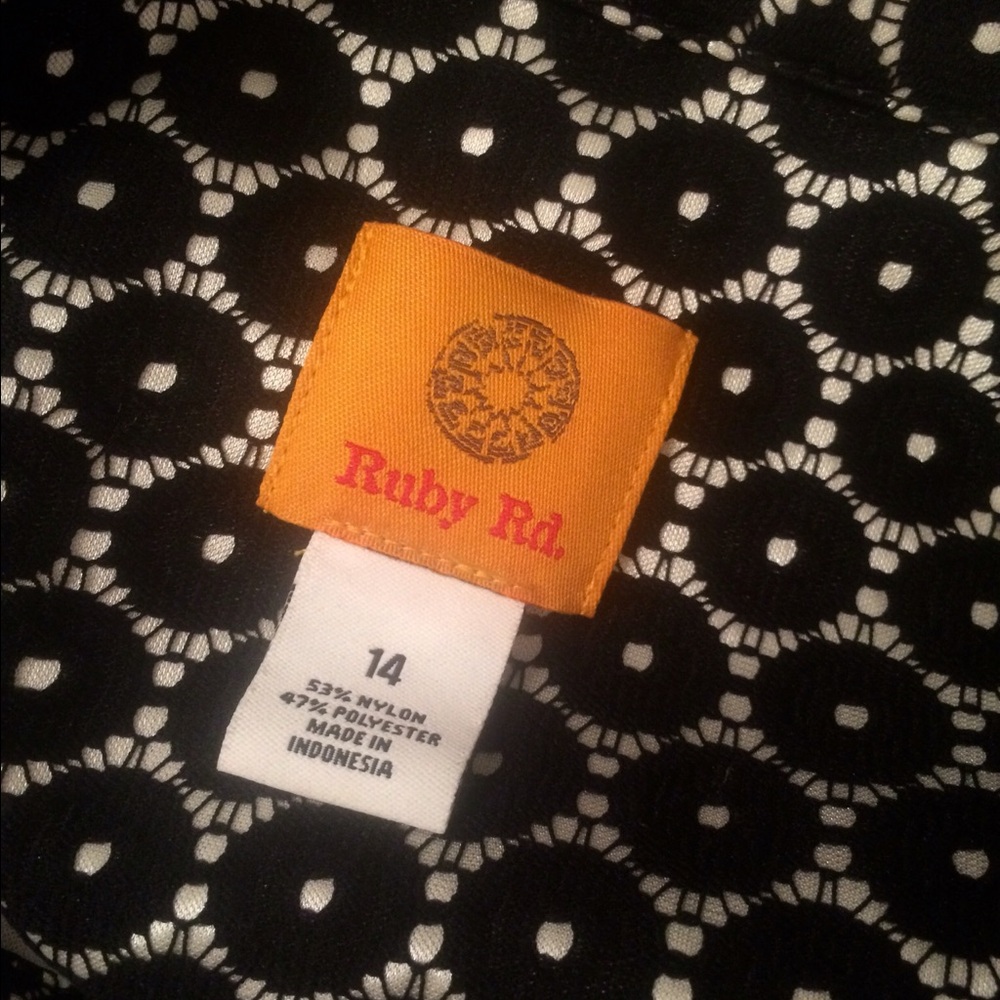 Ruby Rd.
14
53% NYLON
47% POLYESTER
MADE IN
INDONESIA